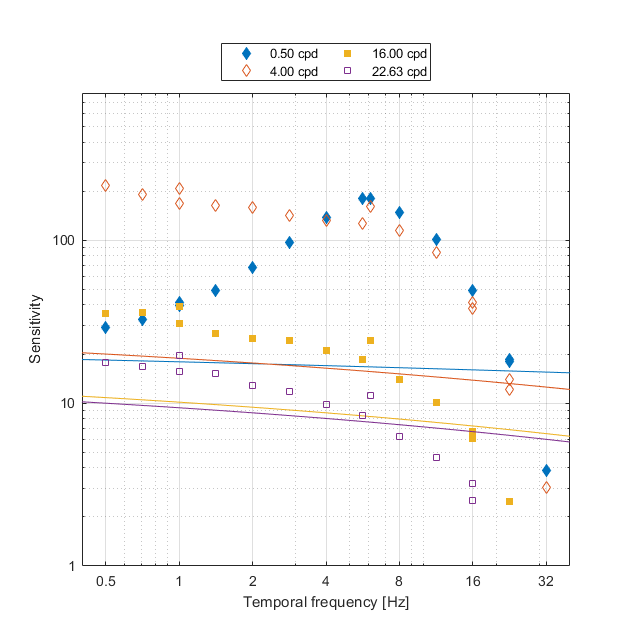 0.50 cpd 16.00 cpd
4.00 cpd 22.63 cpd
100
10
1
Sensitivity
0.5 1 2 4 8 16 32
Temporal frequency [Hz]